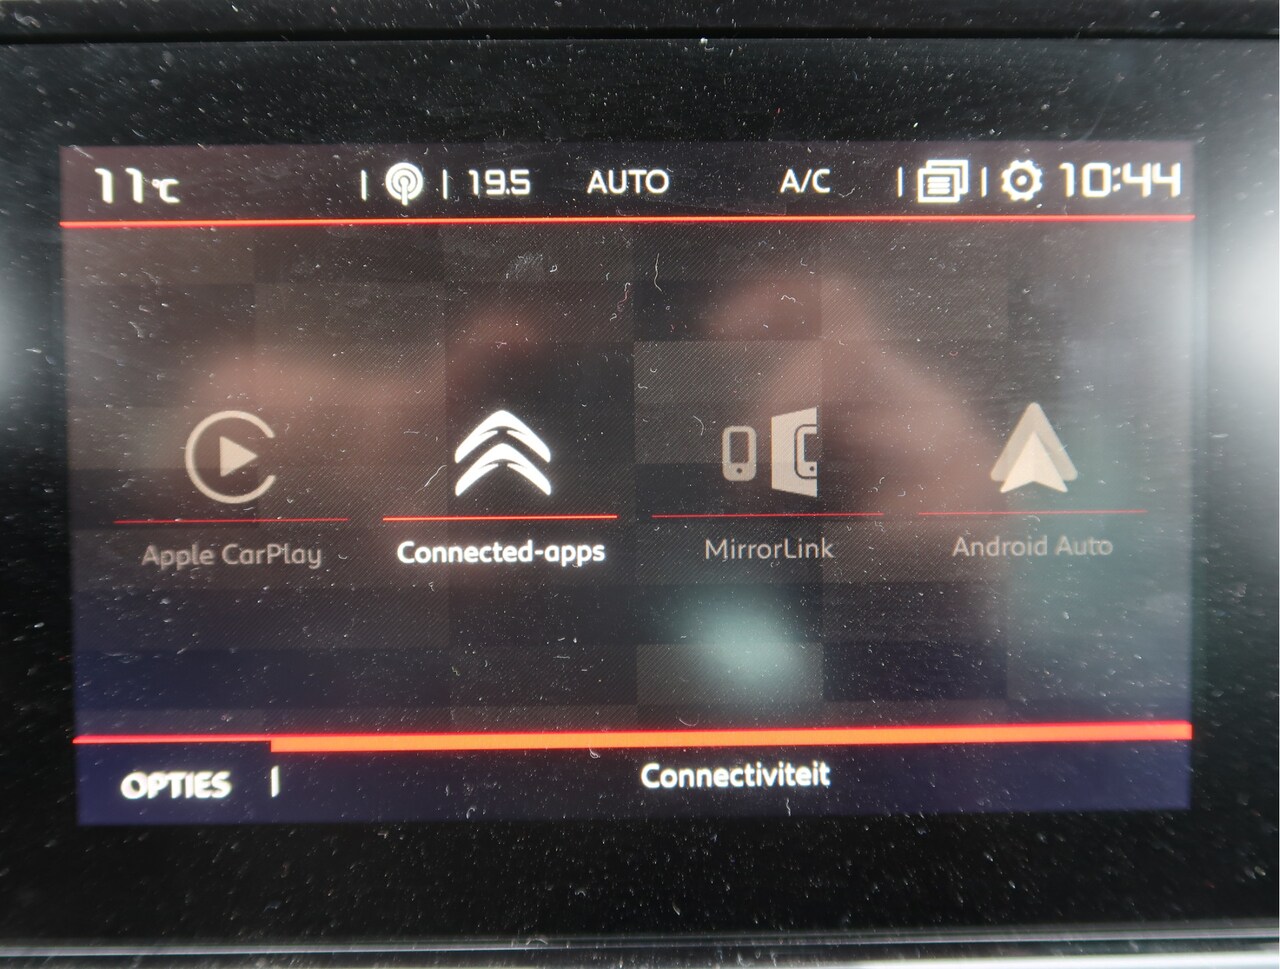 11°C 19.5 AUTO A/C 10:44
Apple CarPlay Connected-apps MirrorLink Android Auto
OPTIES Connectiviteit